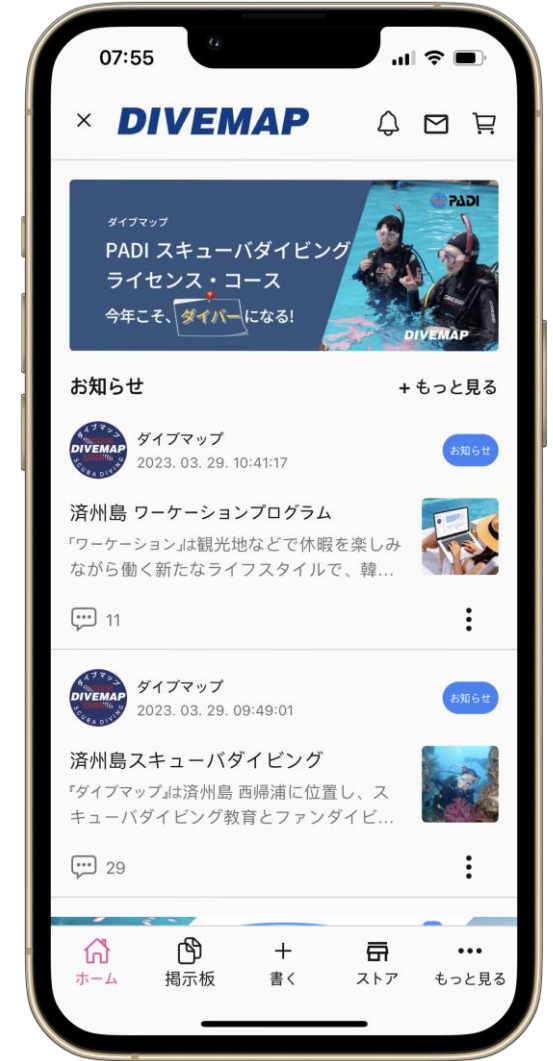 07:55
× DIVEMAP
PADI
ダイブマップ
PADI スキューバダイビング
ライセンス・コース
今年こそ、ダイバーになる!
DIVEMAP
お知らせ
+ もっと見る
ダイブマップ
DIVEMAP
SCUBA DIVING
ダイブマップ
2023. 03. 29. 10:41:17
お知らせ
済州島 ワーケーションプログラム
「ワーケーション」は観光地などで休暇を楽しみ
ながら働く新たなライフスタイルで、韓...
11
ダイブマップ
DIVEMAP
SCUBA DIVING
ダイブマップ
2023. 03. 29. 09:49:01
お知らせ
済州島スキューバダイビング
『ダイブマップ』は済州島 西帰浦に位置し、ス
キューバダイビング教育とファンダイビ...
29
ホーム
掲示板
書く
ストア
もっと見る